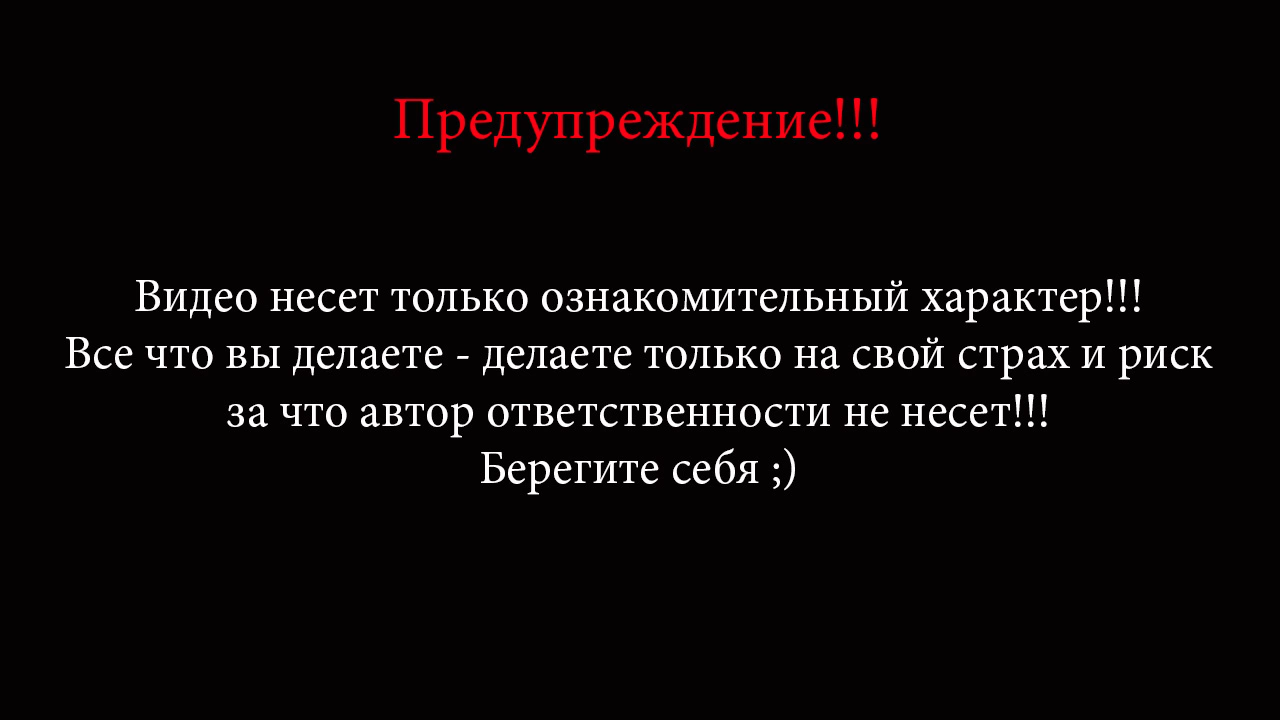 Предупреждение!!!
Видео несет только ознакомительный характер!!!
Все что вы делаете - делаете только на свой страх и риск
за что автор ответственности не несет!!!
Берегите себя ;)